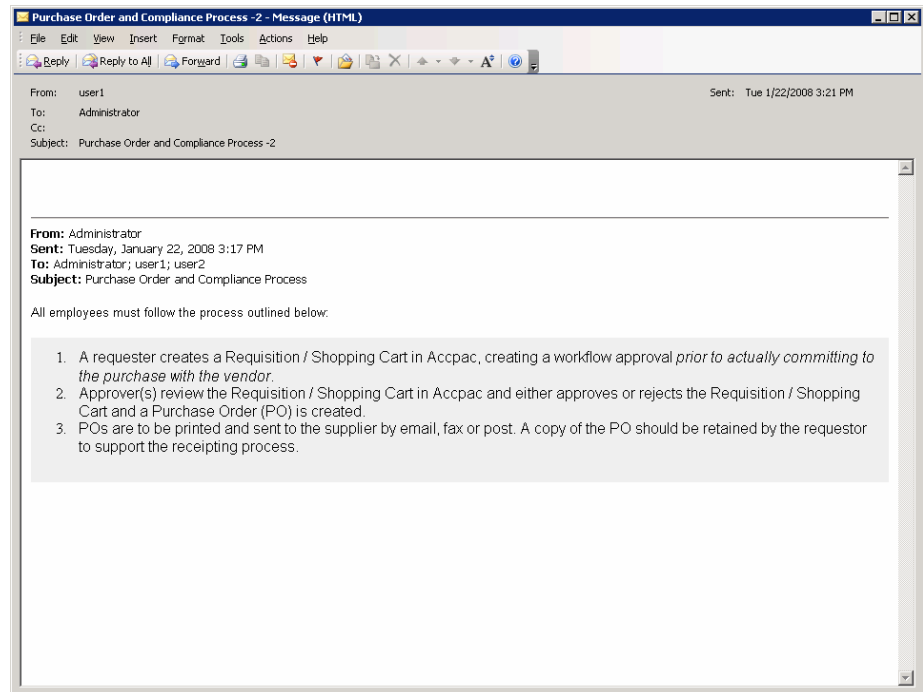 Purchase Order and Compliance Process -2 - Message (HTML)
File Edit View Insert Format Tools Actions Help
Reply Reply to All Forward
From: user1 Sent: Tue 1/22/2008 3:21 PM
To: Administrator
Cc:
Subject: Purchase Order and Compliance Process -2
From: Administrator
Sent: Tuesday, January 22, 2008 3:17 PM
To: Administrator; user1; user2
Subject: Purchase Order and Compliance Process
All employees must follow the process outlined below:
1. A requester creates a Requisition / Shopping Cart in Accpac, creating a workflow approval prior to actually committing to
the purchase with the vendor.
2. Approver(s) review the Requisition / Shopping Cart in Accpac and either approves or rejects the Requisition / Shopping
Cart and a Purchase Order (PO) is created.
3. POs are to be printed and sent to the supplier by email, fax or post. A copy of the PO should be retained by the requestor
to support the receipting process.